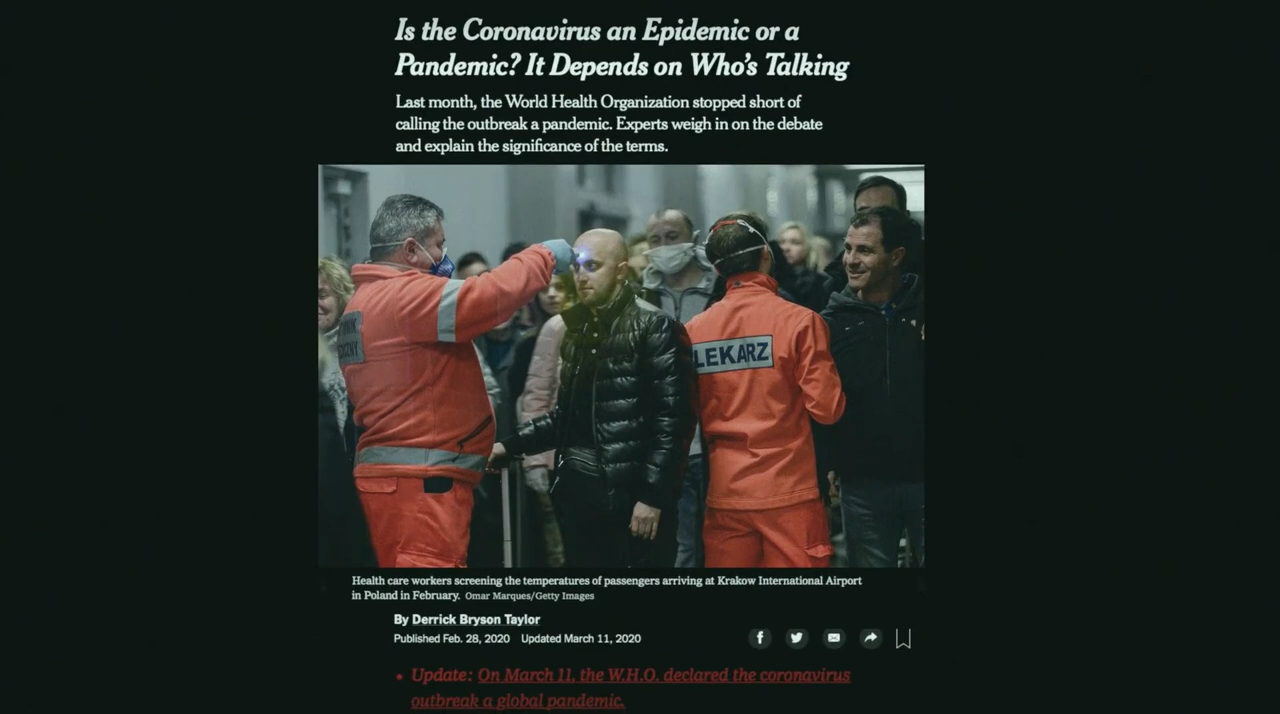 Is the Coronavirus an Epidemic or a
Pandemic? It Depends on Who’s Talking
Last month, the World Health Organization stopped short of
calling the outbreak a pandemic. Experts weigh in on the debate
and explain the significance of the terms.
LEKARZ
Health care workers screening the temperatures of passengers arriving at Krakow International Airport
in Poland in February. Omar Marques/Getty Images
By Derrick Bryson Taylor
Published Feb. 28, 2020 Updated March 11, 2020
• Update: On March 11, the W.H.O. declared the coronavirus
outbreak a global pandemic.